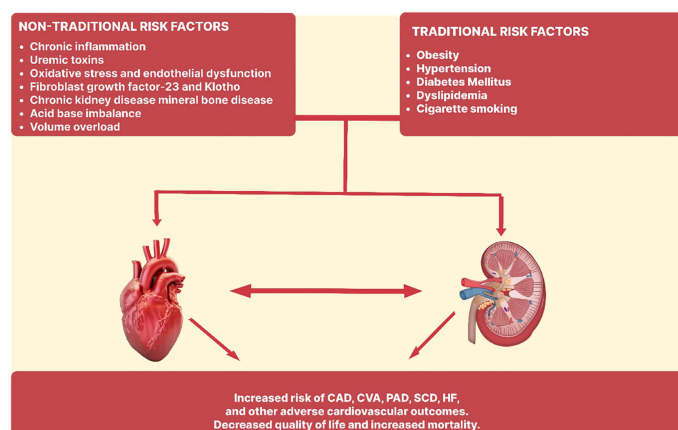 NON-TRADITIONAL RISK FACTORS
• Chronic inflammation
• Uremic toxins
• Oxidative stress and endothelial dysfunction
• Fibroblast growth factor-23 and Klotho
• Chronic kidney disease mineral bone disease
• Acid base imbalance
• Volume overload
TRADITIONAL RISK FACTORS
• Obesity
• Hypertension
• Diabetes Mellitus
• Dyslipidemia
• Cigarette smoking
Increased risk of CAD, CVA, PAD, SCD, HF,
and other adverse cardiovascular outcomes.
Decreased quality of life and increased mortality.